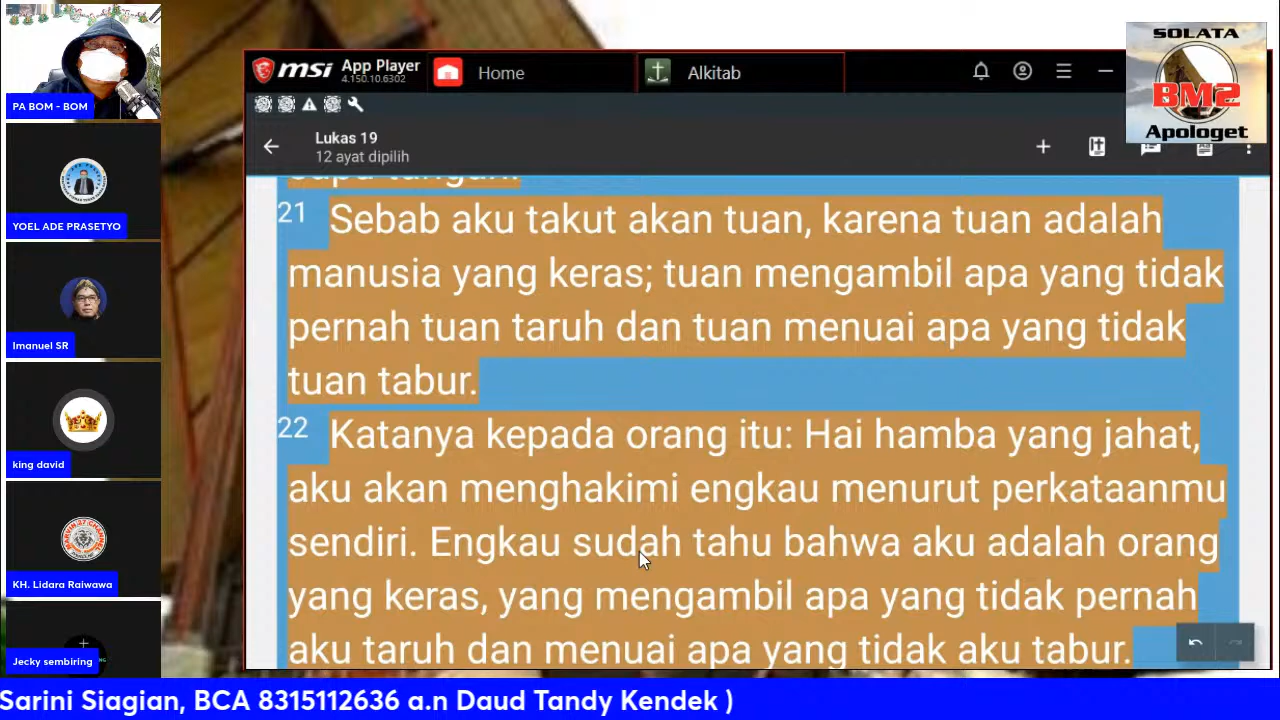 PA BOM - BOM
YOEL ADE PRASETYO
Imanuel SR
king david
KH. Lidara Raiwawa
Jecky sembiring
msi App Player
4.150.10.6302
Home
Alkitab
SOLATA
BM2
Apologet
Lukas 19
12 ayat dipilih
21 Sebab aku takut akan tuan, karena tuan adalah
manusia yang keras; tuan mengambil apa yang tidak
pernah tuan taruh dan tuan menuai apa yang tidak
tuan tabur.
22 Katanya kepada orang itu: Hai hamba yang jahat,
aku akan menghakimi engkau menurut perkataanmu
sendiri. Engkau sudah tahu bahwa aku adalah orang
yang keras, yang mengambil apa yang tidak pernah
aku taruh dan menuai apa yang tidak aku tabur.
Sarini Siagian, BCA 8315112636 a.n Daud Tandy Kendek )